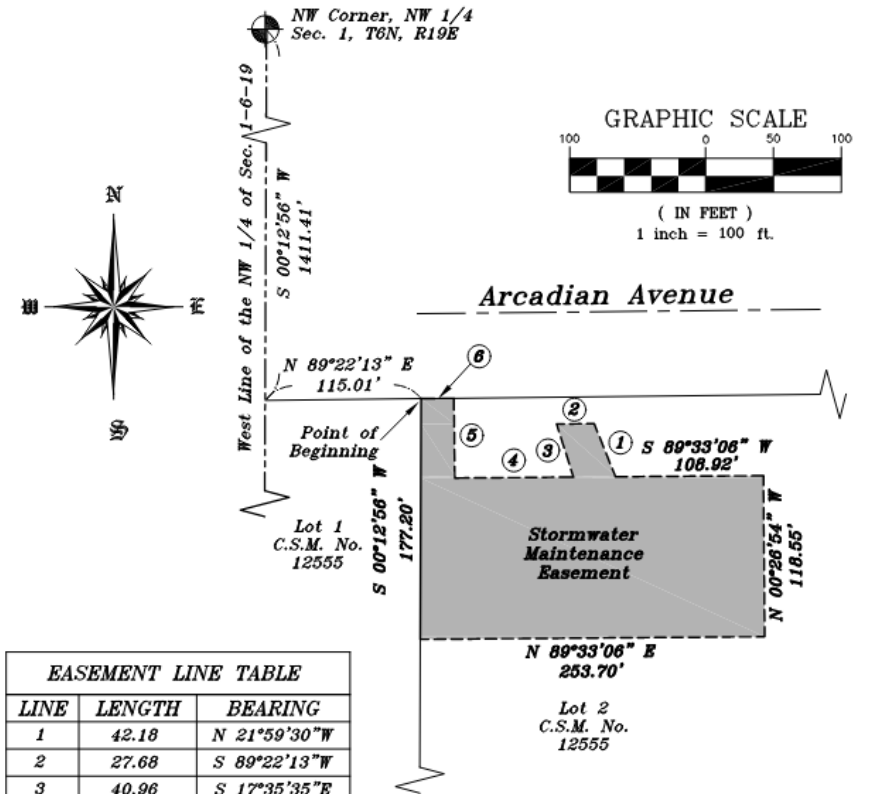 NW Corner, NW 1/4
Sec. 1, T6N, R19E
West Line of the NW 1/4 of Sec. 1-6-19
S 00°12'56" W
1411.41'
GRAPHIC SCALE
100 0 50 100
( IN FEET )
1 inch = 100 ft.
N
W E
S
Arcadian Avenue
N 89°22'13" E
115.01'
6
Point of
Beginning
2
5
3
1
4
S 89°33'06" W
108.92'
S 00°12'56" W
177.20'
Lot 1
C.S.M. No.
12555
Stormwater
Maintenance
Easement
N 00°26'54" W
118.55'
N 89°33'06" E
253.70'
Lot 2
C.S.M. No.
12555
EASEMENT LINE TABLE
LINE LENGTH BEARING
1 42.18 N 21°59'30"W
2 27.68 S 89°22'13"W
3 40.96 S 17°35'35"E